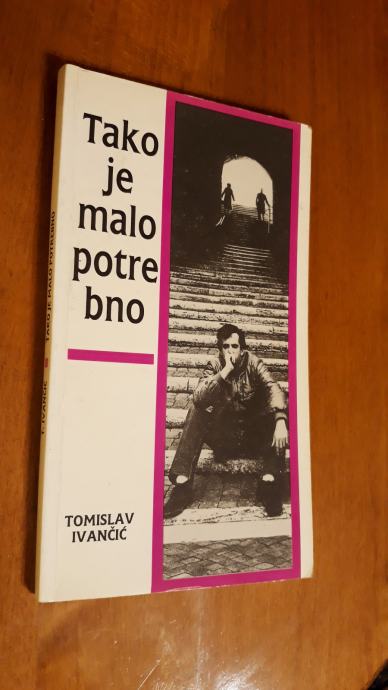 Tako
je
malo
potre
bno
TOMISLAV
IVANČIĆ
T. IVANČIĆ TAKO JE MALO POTREBNO